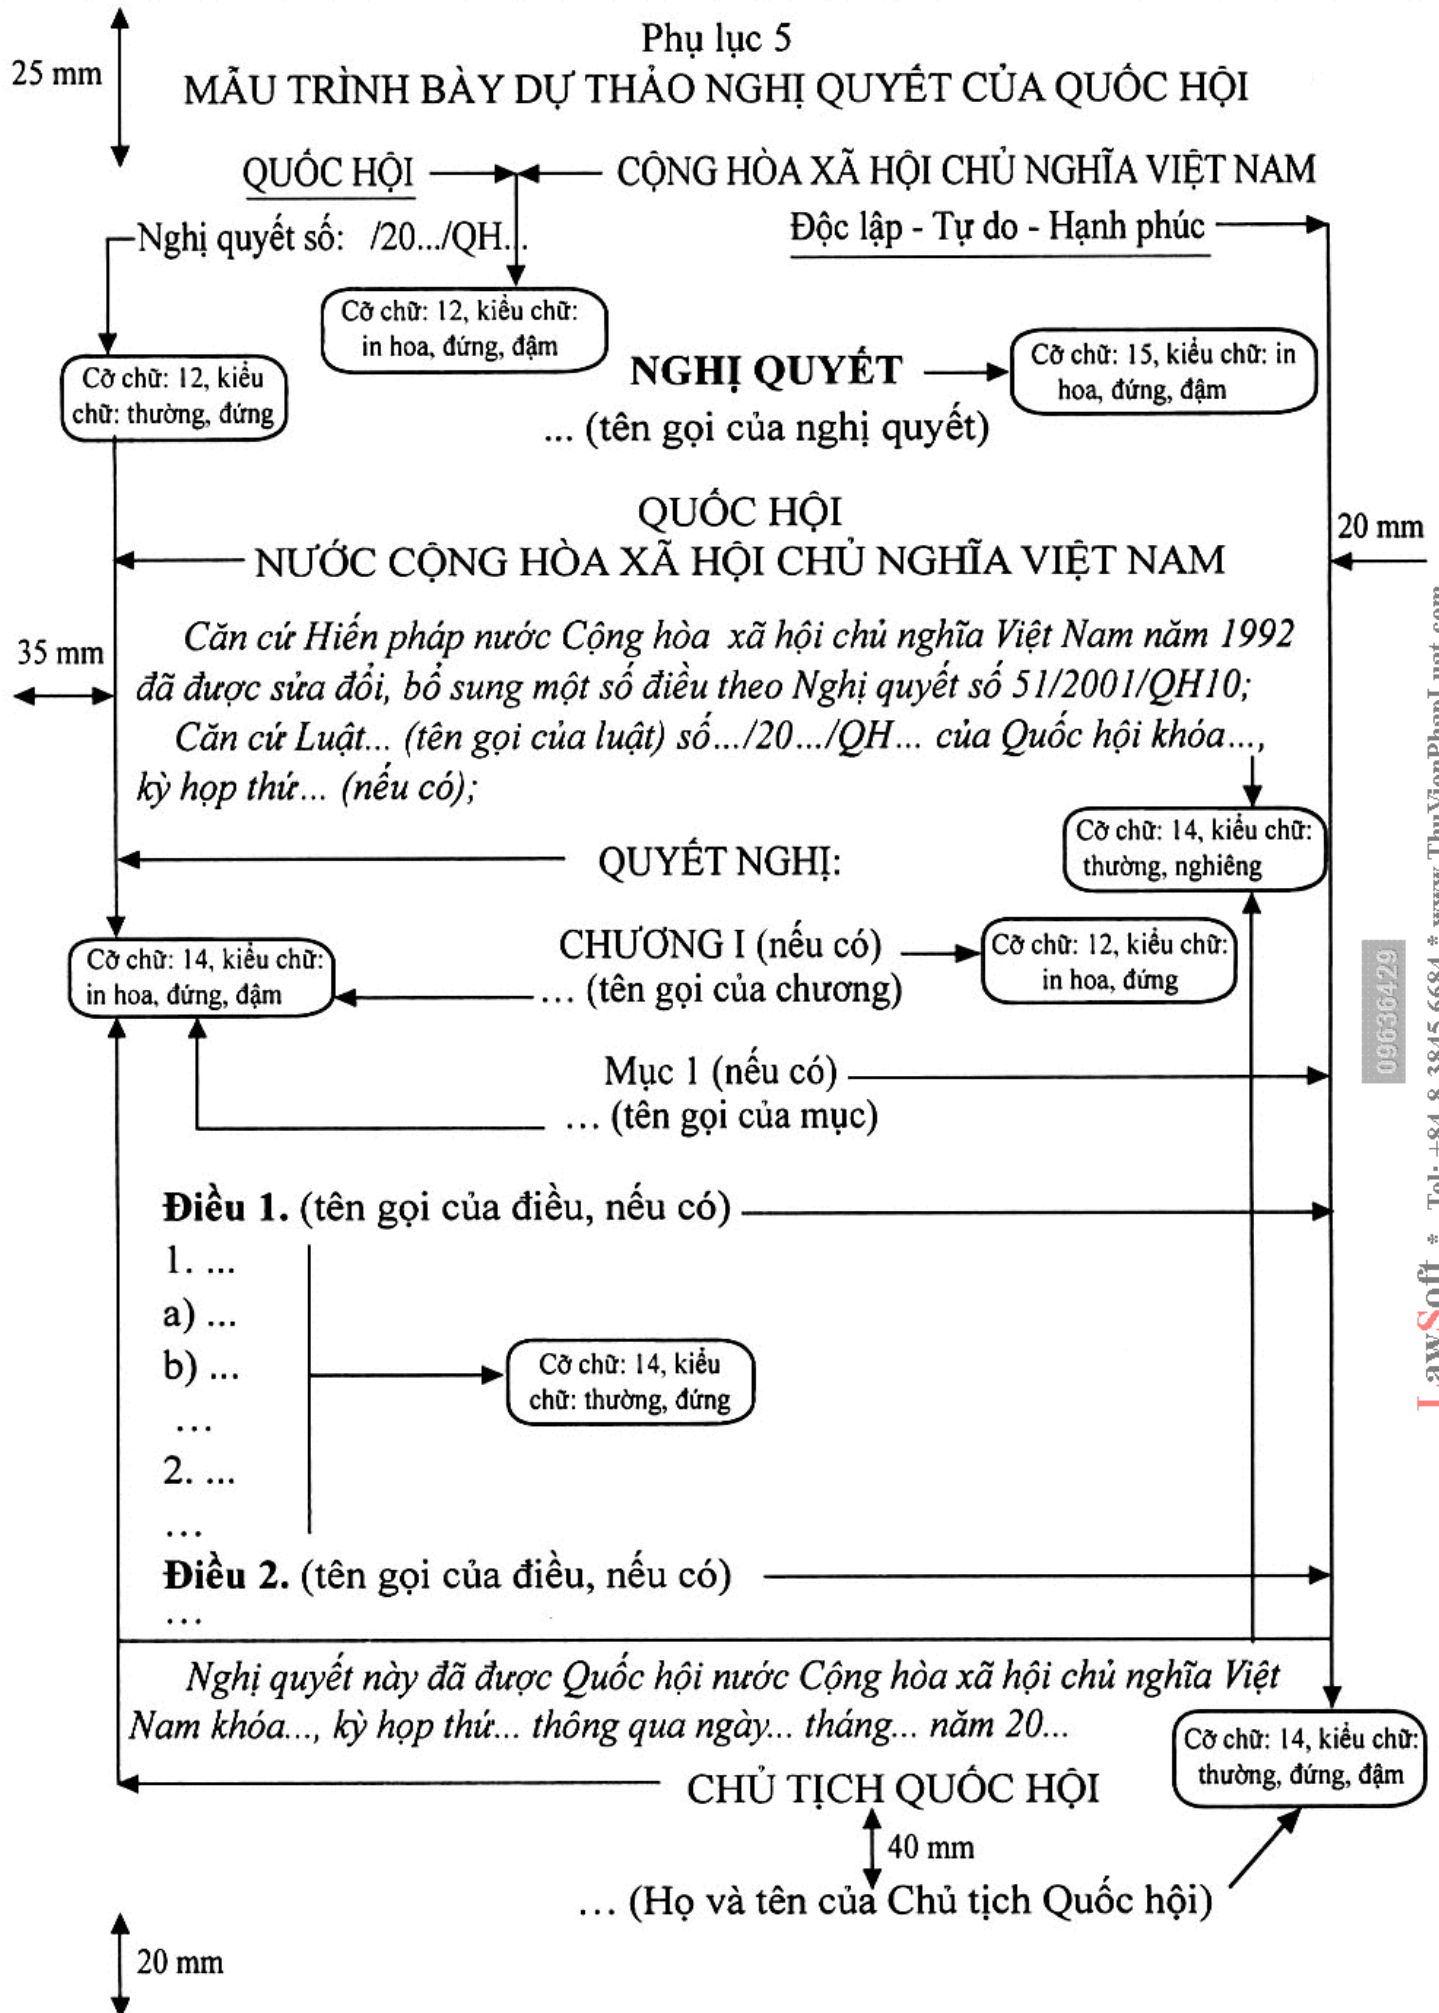 Phụ lục 5
25 mm
MẪU TRÌNH BÀY DỰ THẢO NGHỊ QUYẾT CỦA QUỐC HỘI
QUỐC HỘI
CỘNG HÒA XÃ HỘI CHỦ NGHĨA VIỆT NAM
Nghị quyết số: /20.../QH...
Độc lập - Tự do - Hạnh phúc
Cỡ chữ: 12, kiểu chữ:
in hoa, đứng, đậm
Cỡ chữ: 12, kiểu
chữ: thường, đứng
NGHỊ QUYẾT
Cỡ chữ: 15, kiểu chữ: in
hoa, đứng, đậm
... (tên gọi của nghị quyết)
QUỐC HỘI
NƯỚC CỘNG HÒA XÃ HỘI CHỦ NGHĨA VIỆT NAM
20 mm
Căn cứ Hiến pháp nước Cộng hòa xã hội chủ nghĩa Việt Nam năm 1992
35 mm
đã được sửa đổi, bổ sung một số điều theo Nghị quyết số 51/2001/QH10;
Căn cứ Luật... (tên gọi của luật) số.../20.../QH... của Quốc hội khóa...,
kỳ họp thứ... (nếu có);
Cỡ chữ: 14, kiểu chữ:
thường, nghiêng
QUYẾT NGHỊ:
CHƯƠNG I (nếu có)
Cỡ chữ: 12, kiểu chữ:
in hoa, đứng
Cỡ chữ: 14, kiểu chữ:
in hoa, đứng, đậm
... (tên gọi của chương)
Mục 1 (nếu có)
... (tên gọi của mục)
Điều 1. (tên gọi của điều, nếu có)
1. ...
a) ...
b) ...
...
2. ...
...
Cỡ chữ: 14, kiểu
chữ: thường, đứng
Điều 2. (tên gọi của điều, nếu có)
...
Nghị quyết này đã được Quốc hội nước Cộng hòa xã hội chủ nghĩa Việt
Nam khóa..., kỳ họp thứ... thông qua ngày... tháng... năm 20...
Cỡ chữ: 14, kiểu chữ:
thường, đứng, đậm
CHỦ TỊCH QUỐC HỘI
40 mm
... (Họ và tên của Chủ tịch Quốc hội)
20 mm
09636429
LawSoft * Tel: +84 8 3845 6684 * www.ThuVienPhapLuat.com